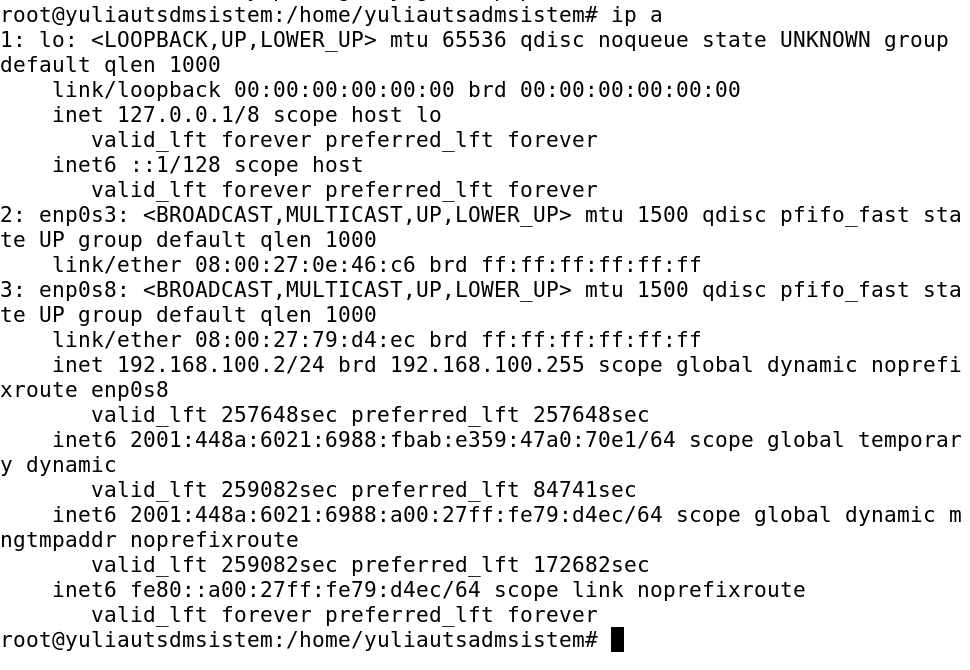 root@yuliautsdmsistem:/home/yuliautsadmsistem# ip a
1: lo: <LOOPBACK,UP,LOWER_UP> mtu 65536 qdisc noqueue state UNKNOWN group
default qlen 1000
    link/loopback 00:00:00:00:00:00 brd 00:00:00:00:00:00
    inet 127.0.0.1/8 scope host lo
       valid_lft forever preferred_lft forever
    inet6 ::1/128 scope host
       valid_lft forever preferred_lft forever
2: enp0s3: <BROADCAST,MULTICAST,UP,LOWER_UP> mtu 1500 qdisc pfifo_fast sta
te UP group default qlen 1000
    link/ether 08:00:27:0e:46:c6 brd ff:ff:ff:ff:ff:ff
3: enp0s8: <BROADCAST,MULTICAST,UP,LOWER_UP> mtu 1500 qdisc pfifo_fast sta
te UP group default qlen 1000
    link/ether 08:00:27:79:d4:ec brd ff:ff:ff:ff:ff:ff
    inet 192.168.100.2/24 brd 192.168.100.255 scope global dynamic noprefi
xroute enp0s8
       valid_lft 257648sec preferred_lft 257648sec
    inet6 2001:448a:6021:6988:fbab:e359:47a0:70e1/64 scope global temporar
y dynamic
       valid_lft 259082sec preferred_lft 84741sec
    inet6 2001:448a:6021:6988:a00:27ff:fe79:d4ec/64 scope global dynamic m
ngtmpaddr noprefixroute
       valid_lft 259082sec preferred_lft 172682sec
    inet6 fe80::a00:27ff:fe79:d4ec/64 scope link noprefixroute
       valid_lft forever preferred_lft forever
root@yuliautsdmsistem:/home/yuliautsadmsistem#